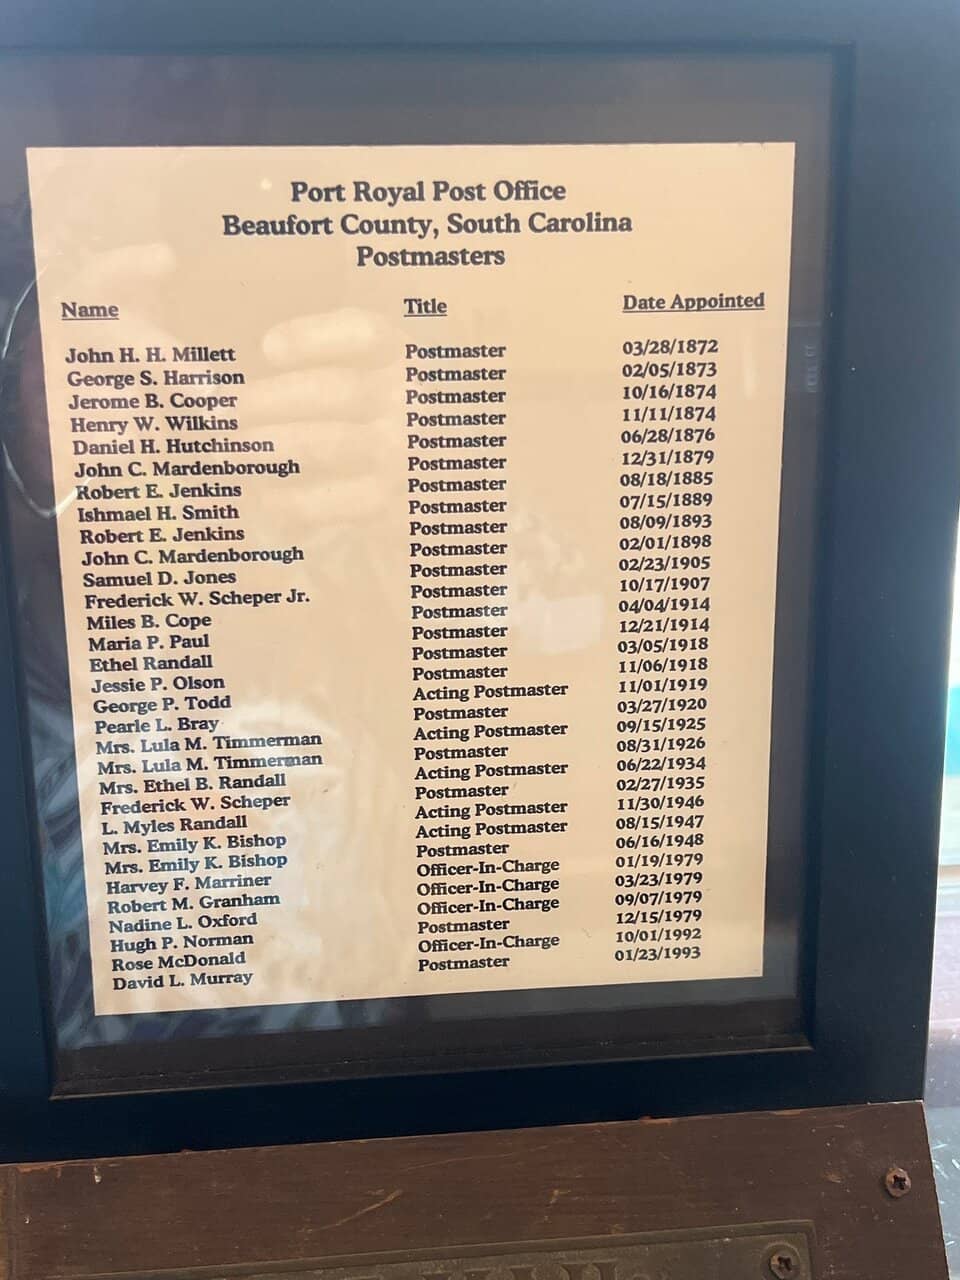 Port Royal Post Office
Beaufort County, South Carolina
Postmasters
Name Title Date Appointed
John H. H. Millett Postmaster 03/28/1872
George S. Harrison Postmaster 02/05/1873
Jerome B. Cooper Postmaster 10/16/1874
Henry W. Wilkins Postmaster 11/11/1874
Daniel H. Hutchinson Postmaster 06/28/1876
John C. Mardenborough Postmaster 12/31/1879
Robert E. Jenkins Postmaster 08/18/1885
Ishmael H. Smith Postmaster 07/15/1889
Robert E. Jenkins Postmaster 08/09/1893
John C. Mardenborough Postmaster 02/01/1898
Samuel D. Jones Postmaster 02/23/1905
Frederick W. Scheper Jr. Postmaster 10/17/1907
Miles B. Cope Postmaster 04/04/1914
Maria P. Paul Postmaster 12/21/1914
Ethel Randall Postmaster 03/05/1918
Jessie P. Olson Postmaster 11/06/1918
George P. Todd Acting Postmaster 11/01/1919
Pearle L. Bray Postmaster 03/27/1920
Mrs. Lula M. Timmerman Acting Postmaster 09/15/1925
Mrs. Lula M. Timmerman Postmaster 08/31/1926
Mrs. Ethel B. Randall Acting Postmaster 06/22/1934
Frederick W. Scheper Postmaster 02/27/1935
L. Myles Randall Acting Postmaster 11/30/1946
Mrs. Emily K. Bishop Acting Postmaster 08/15/1947
Mrs. Emily K. Bishop Postmaster 06/16/1948
Harvey F. Marriner Officer-In-Charge 01/19/1979
Robert M. Granham Officer-In-Charge 03/23/1979
Nadine L. Oxford Officer-In-Charge 09/07/1979
Hugh P. Norman Postmaster 12/15/1979
Rose McDonald Officer-In-Charge 10/01/1992
David L. Murray Postmaster 01/23/1993